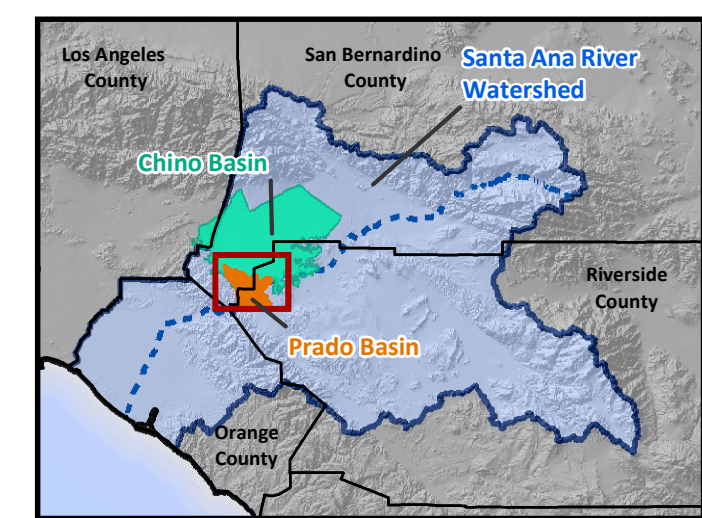 Los Angeles
County
San Bernardino
County
Santa Ana River
Watershed
Chino Basin
Riverside
County
Prado Basin
Orange
County